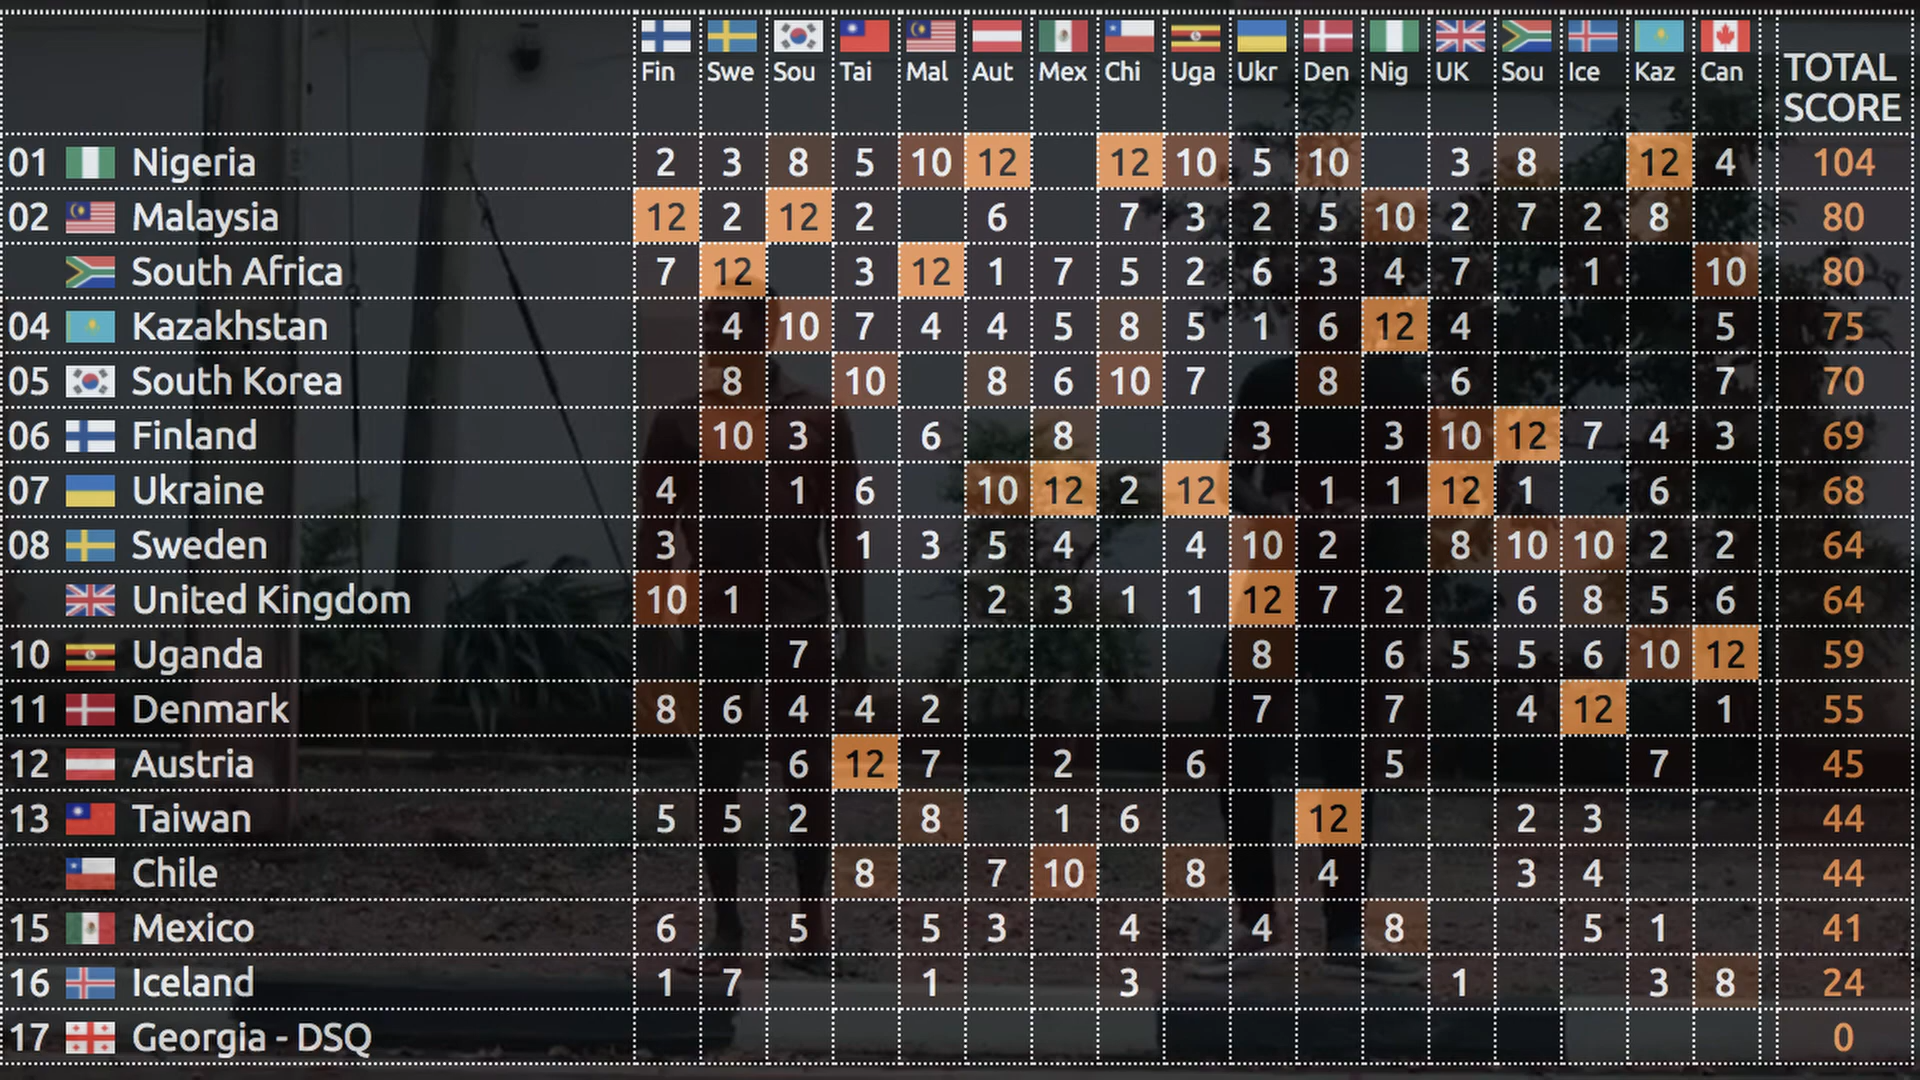 Fin Swe Sou Tai Mal Aut Mex Chi Uga Ukr Den Nig UK Sou Ice Kaz Can TOTAL SCORE
01 Nigeria 2 3 8 5 10 12 12 10 5 10 3 8 12 4 104
02 Malaysia 12 2 12 2 6 7 3 2 5 10 2 7 2 8 80
South Africa 7 12 3 12 1 7 5 2 6 3 4 7 1 10 80
04 Kazakhstan 4 10 7 4 4 5 8 5 1 6 12 4 5 75
05 South Korea 8 10 8 6 10 7 8 6 7 70
06 Finland 10 3 6 8 3 3 10 12 7 4 3 69
07 Ukraine 4 1 6 10 12 2 12 1 1 12 1 6 68
08 Sweden 3 1 3 5 4 4 10 2 8 10 10 2 2 64
United Kingdom 10 1 2 3 1 1 12 7 2 6 8 5 6 64
10 Uganda 7 8 6 5 5 6 10 12 59
11 Denmark 8 6 4 4 2 7 7 4 12 1 55
12 Austria 6 12 7 2 6 5 7 45
13 Taiwan 5 5 2 8 1 6 12 2 3 44
Chile 8 7 10 8 4 3 4 44
15 Mexico 6 5 5 3 4 4 8 5 1 41
16 Iceland 1 7 1 3 1 3 8 24
17 Georgia - DSQ 0